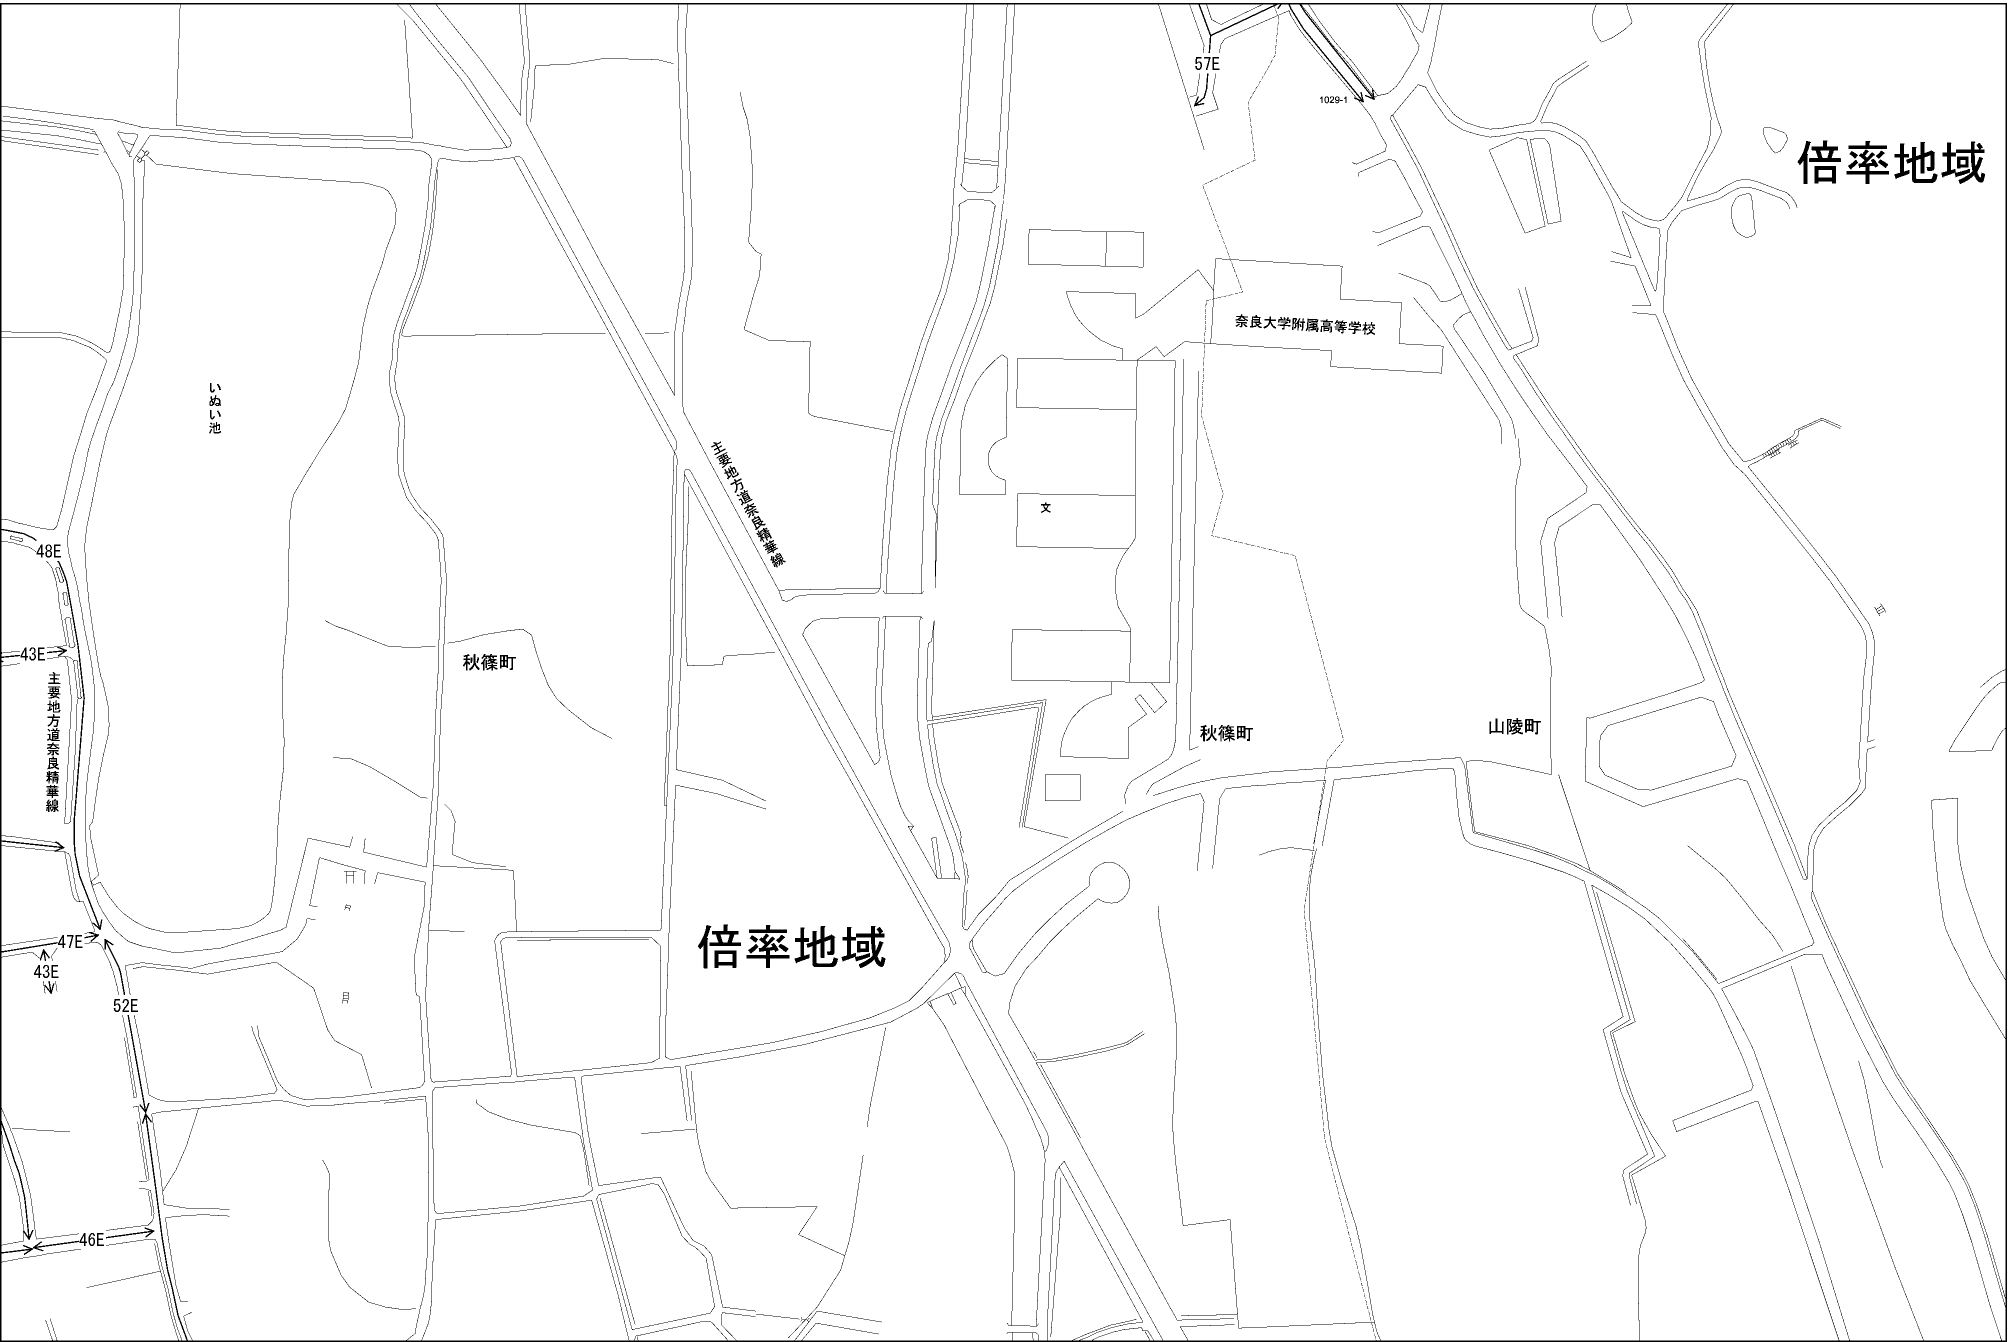 57E
1029-1
倍率地域
奈良大学附属高等学校
いぬい池
主要地方道奈良精華線
文
48E
43E
秋篠町
主要地方道奈良精華線
秋篠町
山陵町
倍率地域
47E
43E
52E
46E